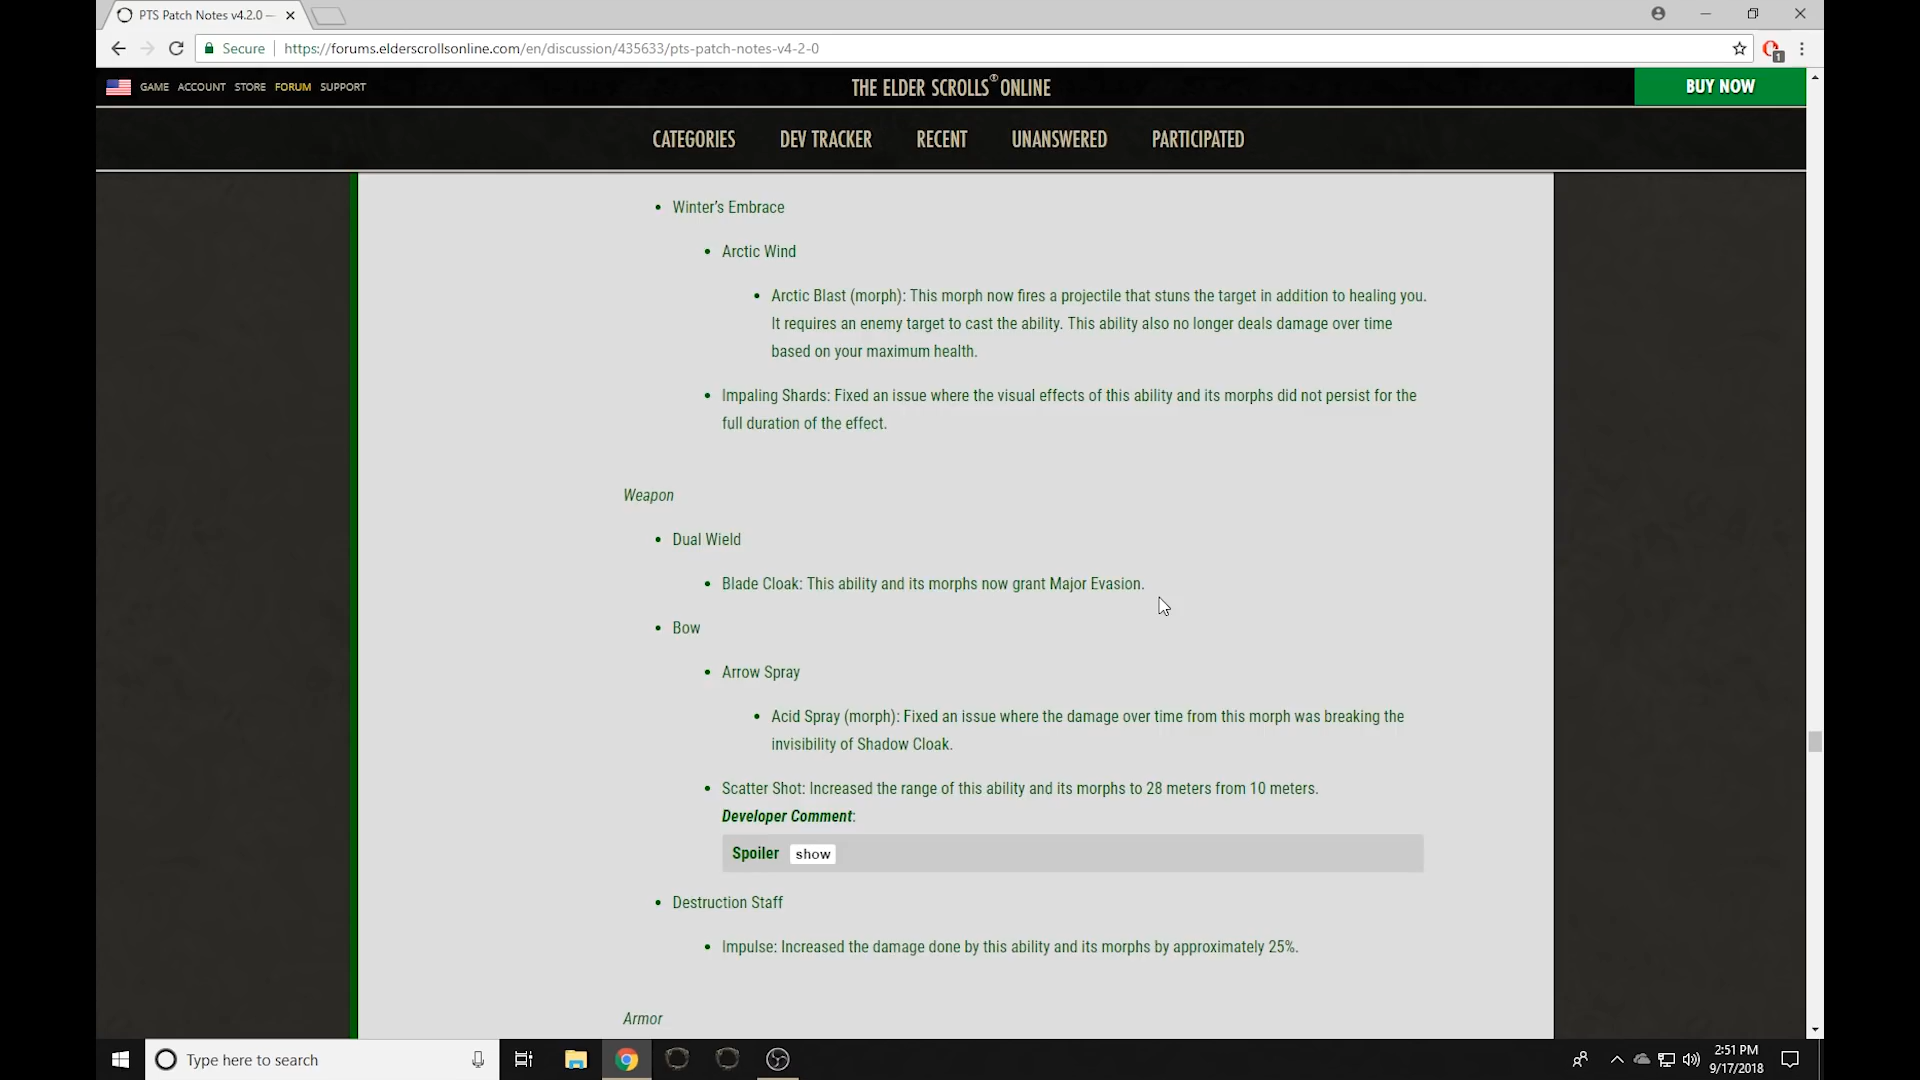 PTS Patch Notes v4.2.0 —
Secure
https://forums.elderscrollsonline.com/en/discussion/435633/pts-patch-notes-v4-2-0
1
GAME ACCOUNT STORE FORUM SUPPORT
THE ELDER SCROLLS® ONLINE
BUY NOW
CATEGORIES DEV TRACKER RECENT UNANSWERED PARTICIPATED
• Winter’s Embrace
• Arctic Wind
• Arctic Blast (morph): This morph now fires a projectile that stuns the target in addition to healing you.
It requires an enemy target to cast the ability. This ability also no longer deals damage over time
based on your maximum health.
• Impaling Shards: Fixed an issue where the visual effects of this ability and its morphs did not persist for the
full duration of the effect.
Weapon
• Dual Wield
• Blade Cloak: This ability and its morphs now grant Major Evasion.
• Bow
• Arrow Spray
• Acid Spray (morph): Fixed an issue where the damage over time from this morph was breaking the
invisibility of Shadow Cloak.
• Scatter Shot: Increased the range of this ability and its morphs to 28 meters from 10 meters.
Developer Comment:
Spoiler show
• Destruction Staff
• Impulse: Increased the damage done by this ability and its morphs by approximately 25%.
Armor
Type here to search
2:51 PM
9/17/2018